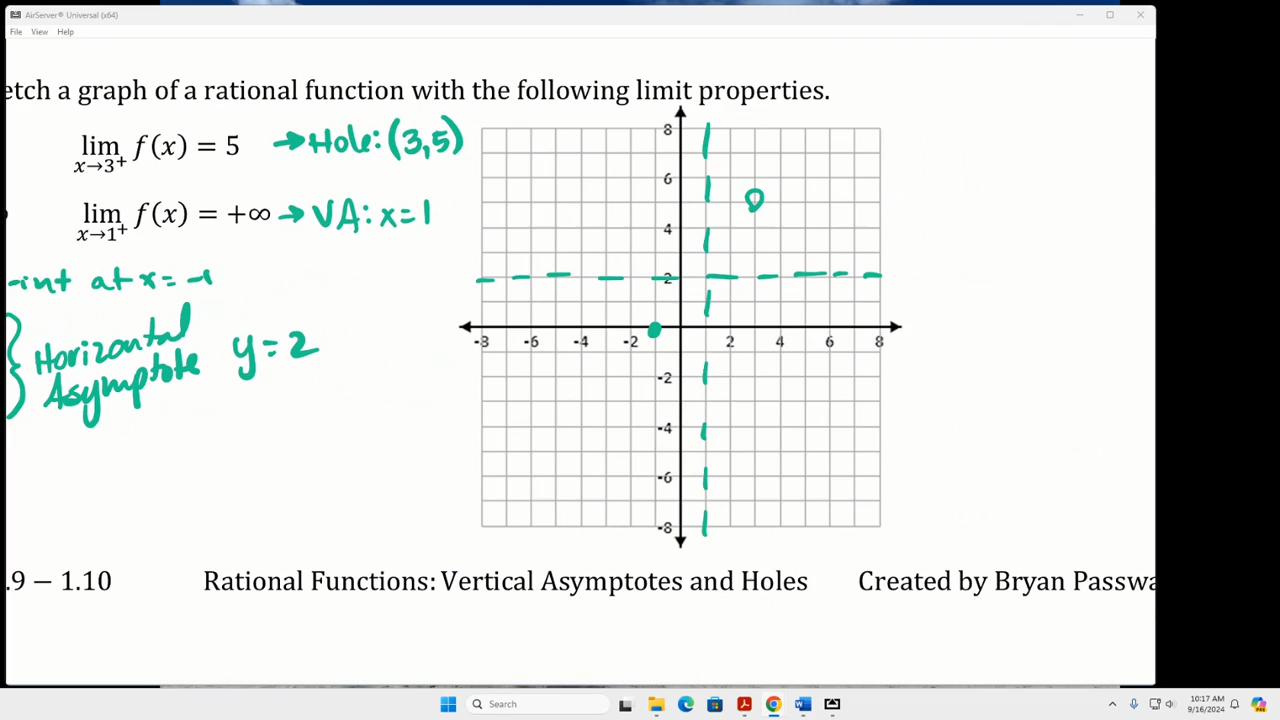 AirServer® Universal (x64)
File View Help
etch a graph of a rational function with the following limit properties.
lim f(x) = 5 → Hole: (3,5)
x→3⁺
lim f(x) = +∞ → VA: x=1
x→1⁺
-int at x = -1
} Horizontal Asymptote y=2
8
6
4
2
-8 -6 -4 -2 2 4 6 8
-2
-4
-6
-8
.9 − 1.10 Rational Functions: Vertical Asymptotes and Holes Created by Bryan Passwa
Search
10:17 AM
9/16/2024